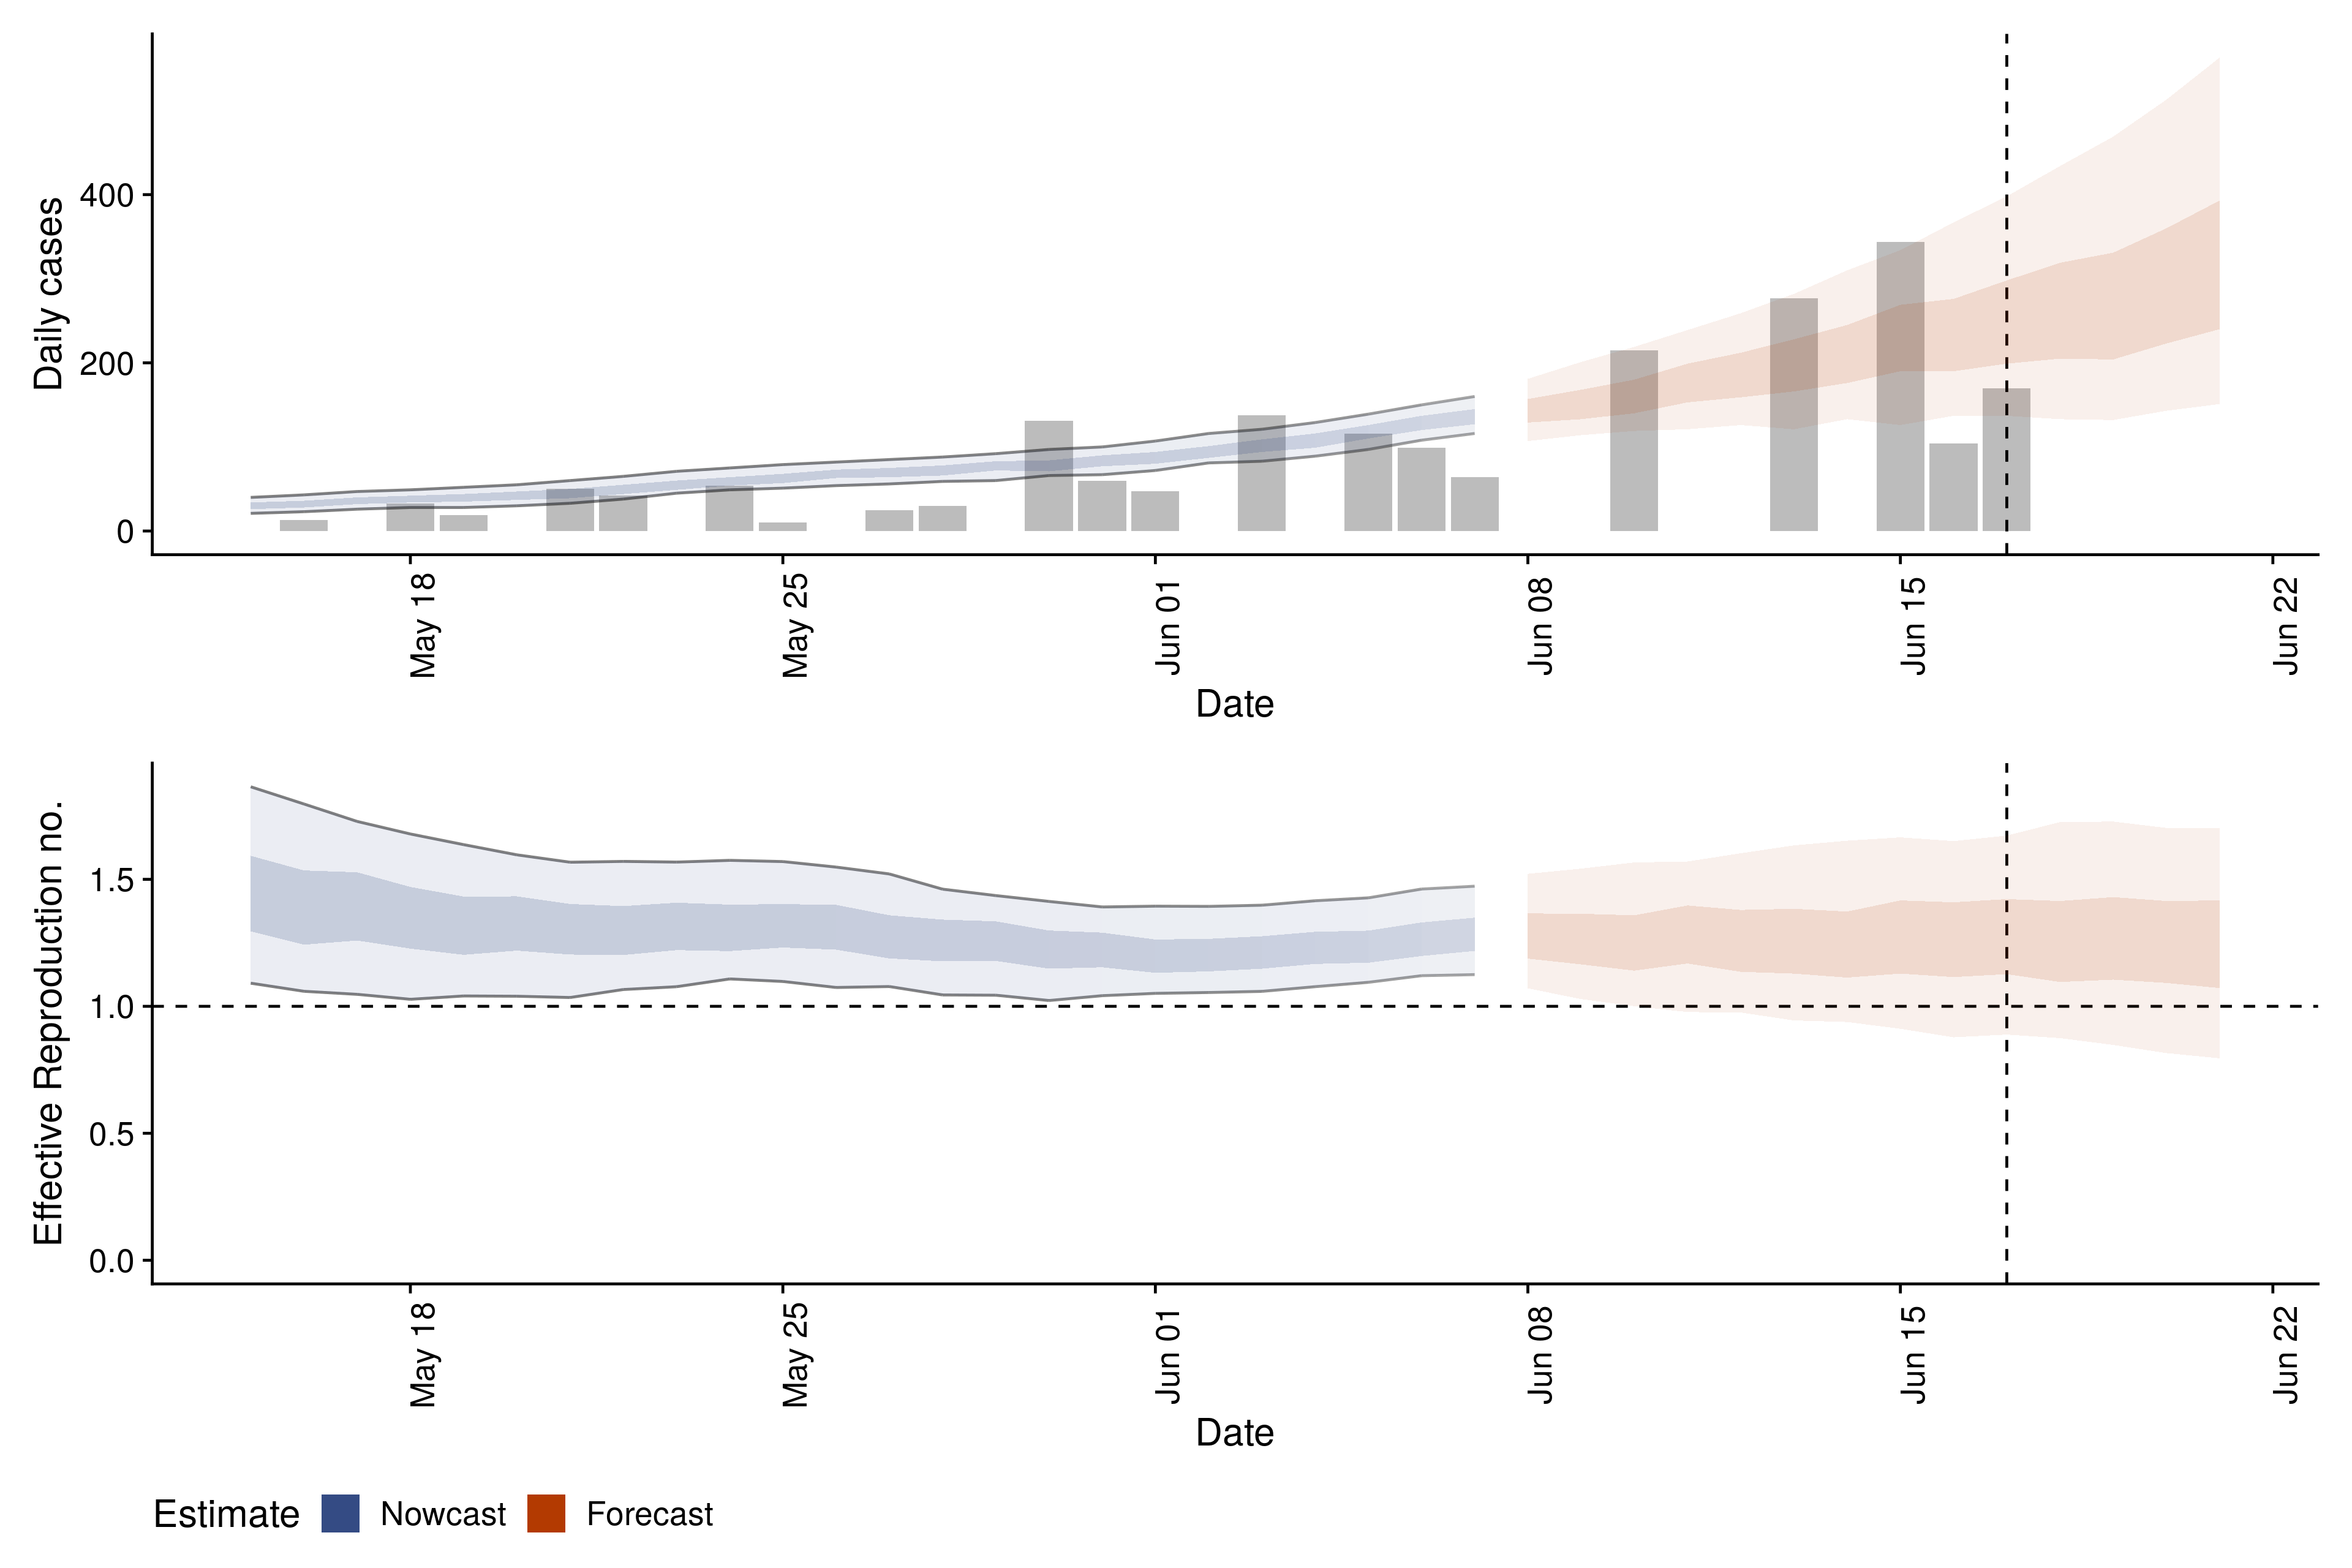 Daily cases
400
200
0
May 18
May 25
Jun 01
Jun 08
Jun 15
Jun 22
Date
Effective Reproduction no.
1.5
1.0
0.5
0.0
May 18
May 25
Jun 01
Jun 08
Jun 15
Jun 22
Date
Estimate Nowcast Forecast